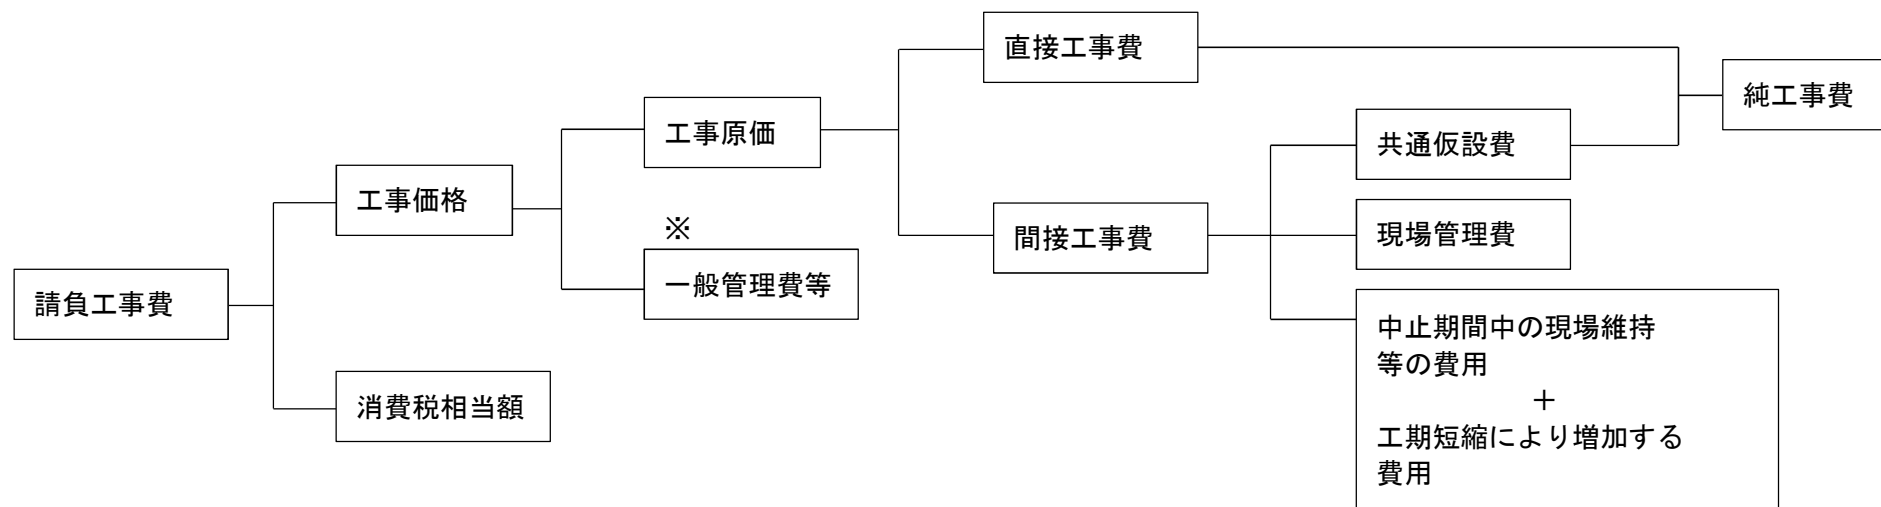 直接工事費
純工事費
工事原価
共通仮設費
工事価格
※
現場管理費
間接工事費
一般管理費等
請負工事費
中止期間中の現場維持
等の費用
＋
工期短縮により増加する
費用
消費税相当額